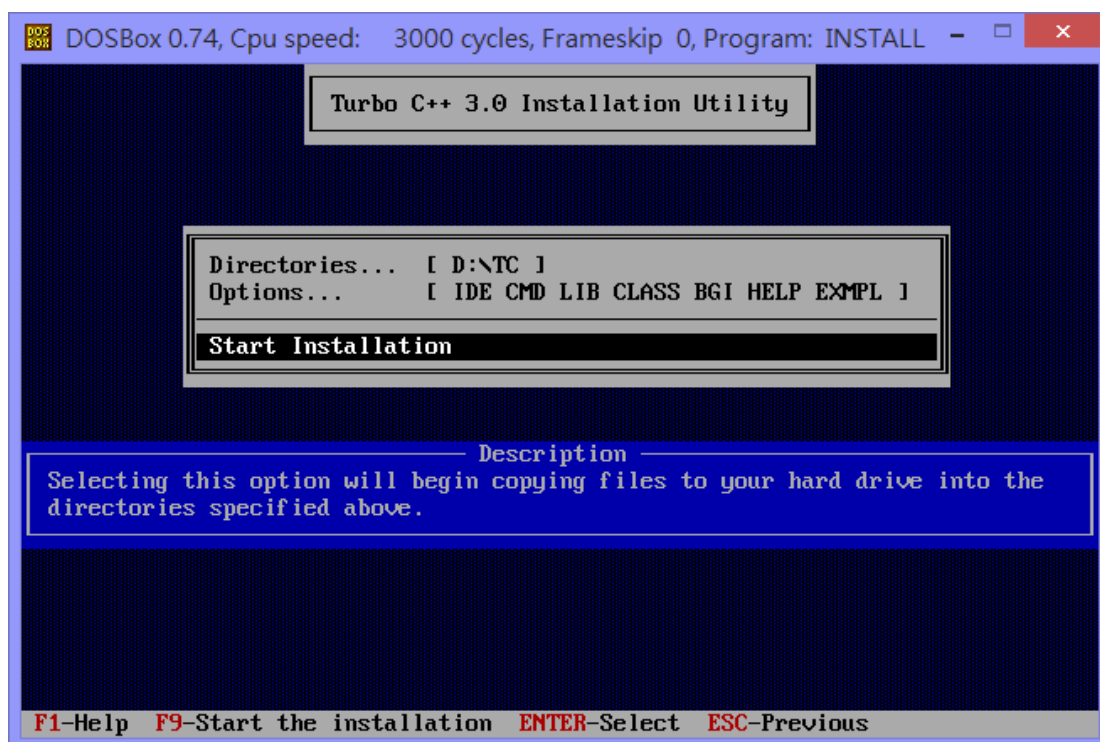 DOS
BOX
DOSBox 0.74, Cpu speed: 3000 cycles, Frameskip 0, Program: INSTALL
Turbo C++ 3.0 Installation Utility
Directories... [ D:\TC ]
Options... [ IDE CMD LIB CLASS BGI HELP EXMPL ]
Start Installation
Description
Selecting this option will begin copying files to your hard drive into the
directories specified above.
F1-Help F9-Start the installation ENTER-Select ESC-Previous